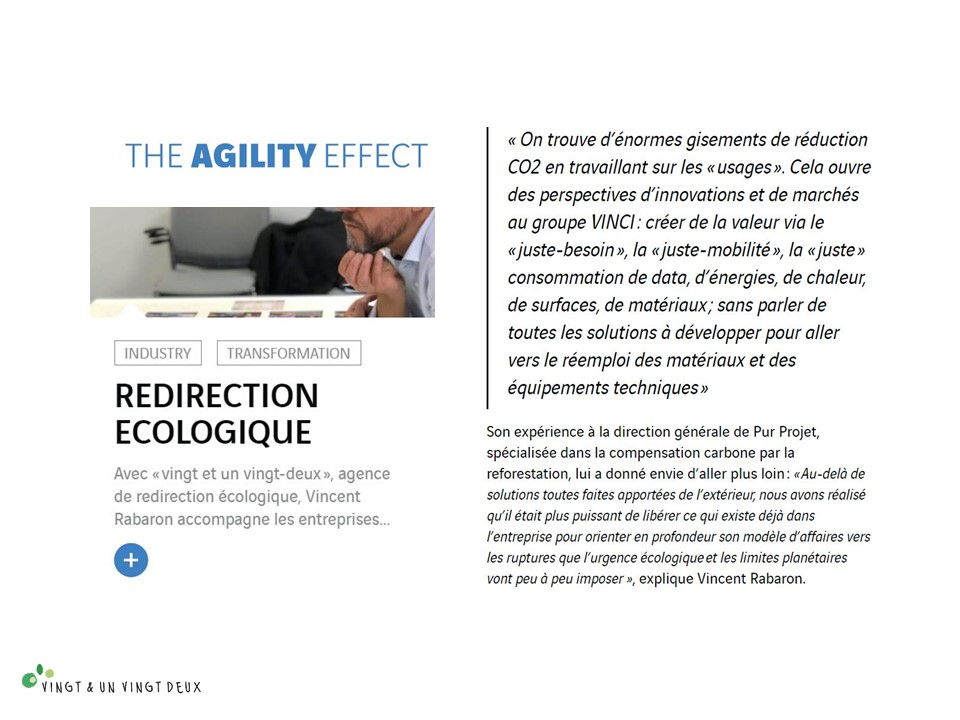 THE AGILITY EFFECT
INDUSTRY
TRANSFORMATION
REDIRECTION
ECOLOGIQUE
Avec « vingt et un vingt-deux », agence
de redirection écologique, Vincent
Rabaron accompagne les entreprises...
+
« On trouve d’énormes gisements de réduction
CO2 en travaillant sur les « usages ». Cela ouvre
des perspectives d’innovations et de marchés
au groupe VINCI : créer de la valeur via le
« juste-besoin », la « juste-mobilité », la « juste »
consommation de data, d’énergies, de chaleur,
de surfaces, de matériaux ; sans parler de
toutes les solutions à développer pour aller
vers le réemploi des matériaux et des
équipements techniques »
Son expérience à la direction générale de Pur Projet,
spécialisée dans la compensation carbone par la
reforestation, lui a donné envie d’aller plus loin : « Au-delà de
solutions toutes faites apportées de l’extérieur, nous avons réalisé
qu’il était plus puissant de libérer ce qui existe déjà dans
l’entreprise pour orienter en profondeur son modèle d’affaires vers
les ruptures que l’urgence écologique et les limites planétaires
vont peu à peu imposer », explique Vincent Rabaron.
VINGT & UN VINGT DEUX